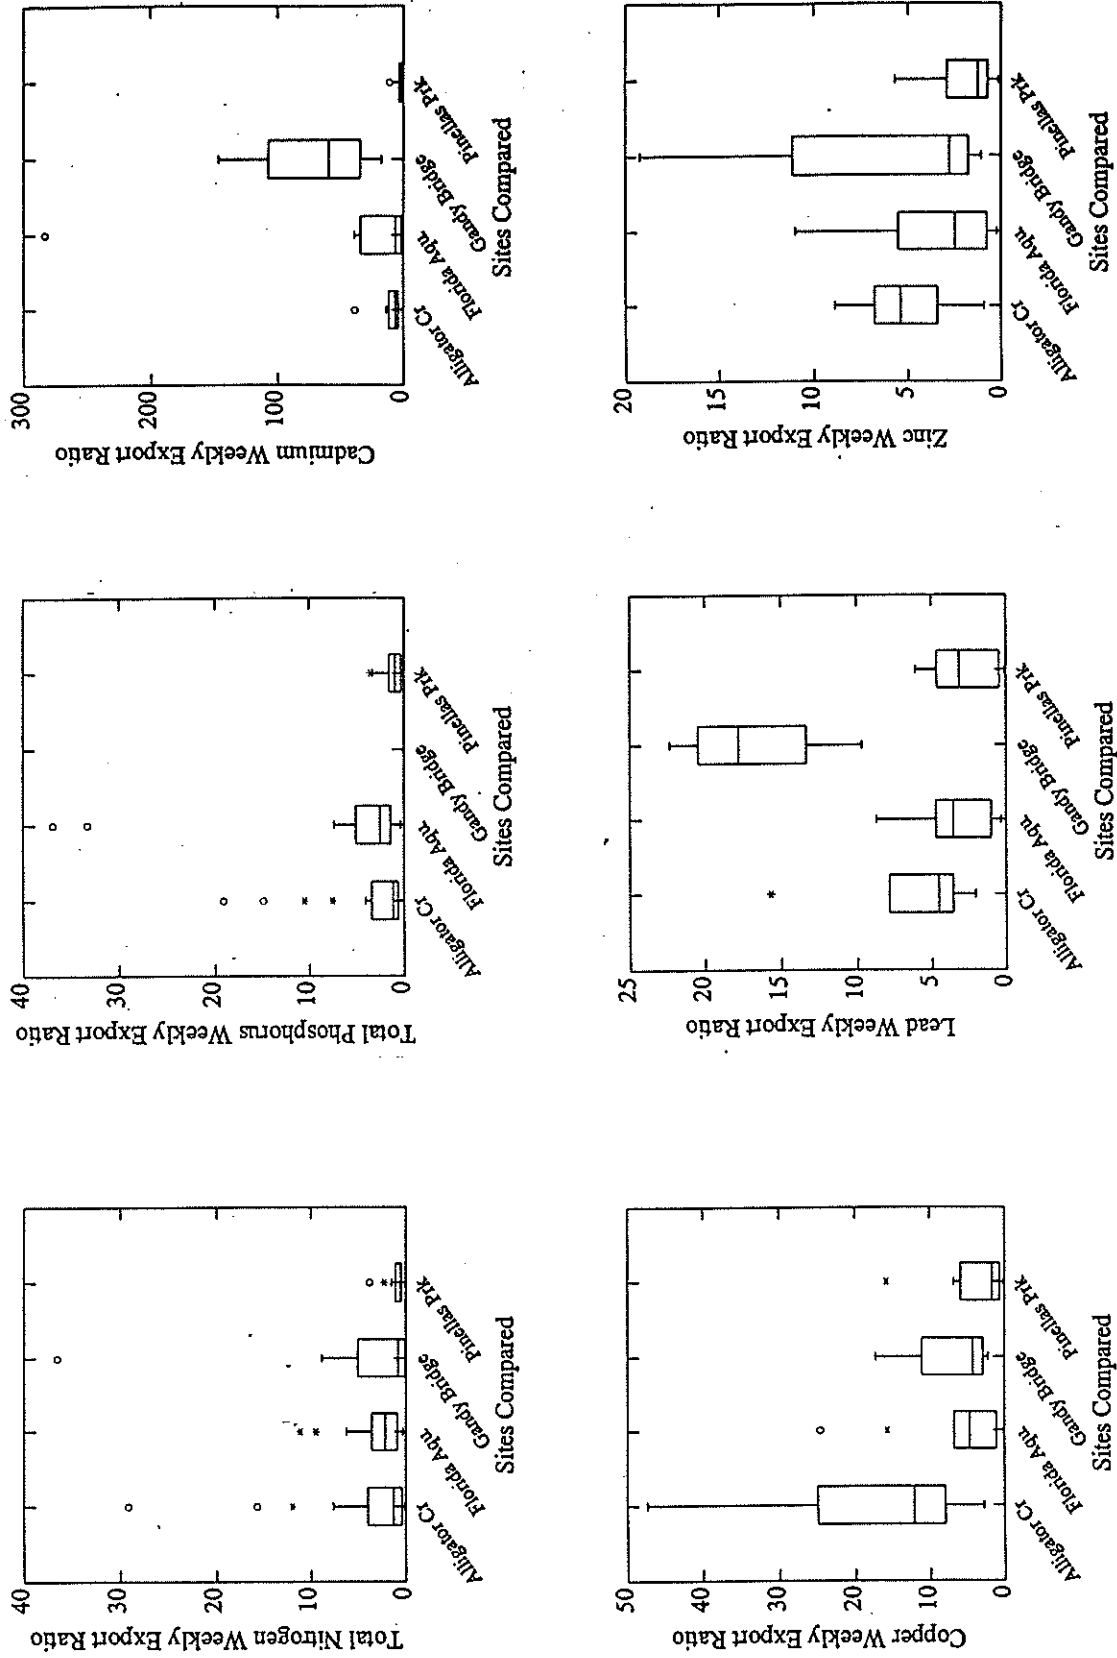 Total Nitrogen Weekly Export Ratio
40
30
20
10
0
Alligator Cr
Florida Aqu.
Gandy Bridge
Pinellas Prk
Sites Compared
Total Phosphorus Weekly Export Ratio
40
30
20
10
0
Alligator Cr
Florida Aqu.
Gandy Bridge
Pinellas Prk
Sites Compared
Cadmium Weekly Export Ratio
300
200
100
0
Alligator Cr
Florida Aqu.
Gandy Bridge
Pinellas Prk
Sites Compared
Copper Weekly Export Ratio
50
40
30
20
10
0
Alligator Cr
Florida Aqu.
Gandy Bridge
Pinellas Prk
Sites Compared
Lead Weekly Export Ratio
25
20
15
10
5
0
Alligator Cr
Florida Aqu.
Gandy Bridge
Pinellas Prk
Sites Compared
Zinc Weekly Export Ratio
20
15
10
5
0
Alligator Cr
Florida Aqu.
Gandy Bridge
Pinellas Prk
Sites Compared